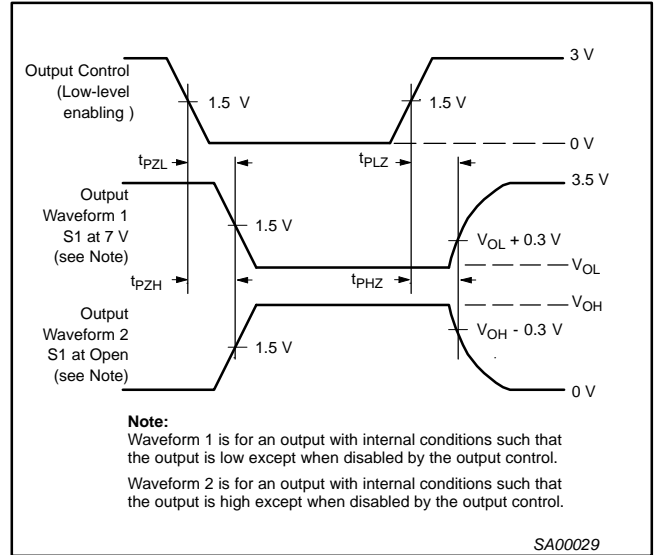 3 V
Output Control
(Low-level
enabling )
1.5 V
1.5 V
0 V
tPZL
tPLZ
3.5 V
Output
Waveform 1
S1 at 7 V
(see Note)
1.5 V
VOL + 0.3 V
VOL
tPZH
tPHZ
VOH
Output
Waveform 2
S1 at Open
(see Note)
1.5 V
VOH - 0.3 V
0 V
Note:
Waveform 1 is for an output with internal conditions such that
the output is low except when disabled by the output control.
Waveform 2 is for an output with internal conditions such that
the output is high except when disabled by the output control.
SA00029